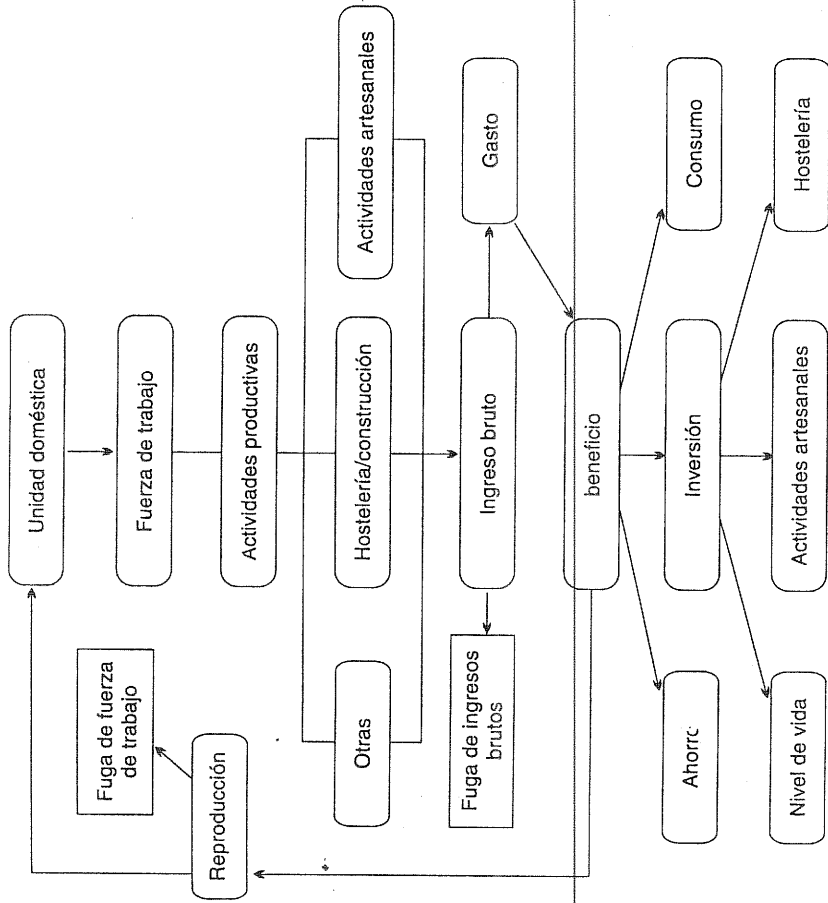 Unidad doméstica
Fuerza de trabajo
Actividades productivas
Fuga de fuerza
de trabajo
Reproducción
Otras
Hostelería/construcción
Actividades artesanales
Fuga de ingresos
brutos
Ingreso bruto
Gasto
beneficio
Ahorro
Inversión
Consumo
Nivel de vida
Actividades artesanales
Hostelería